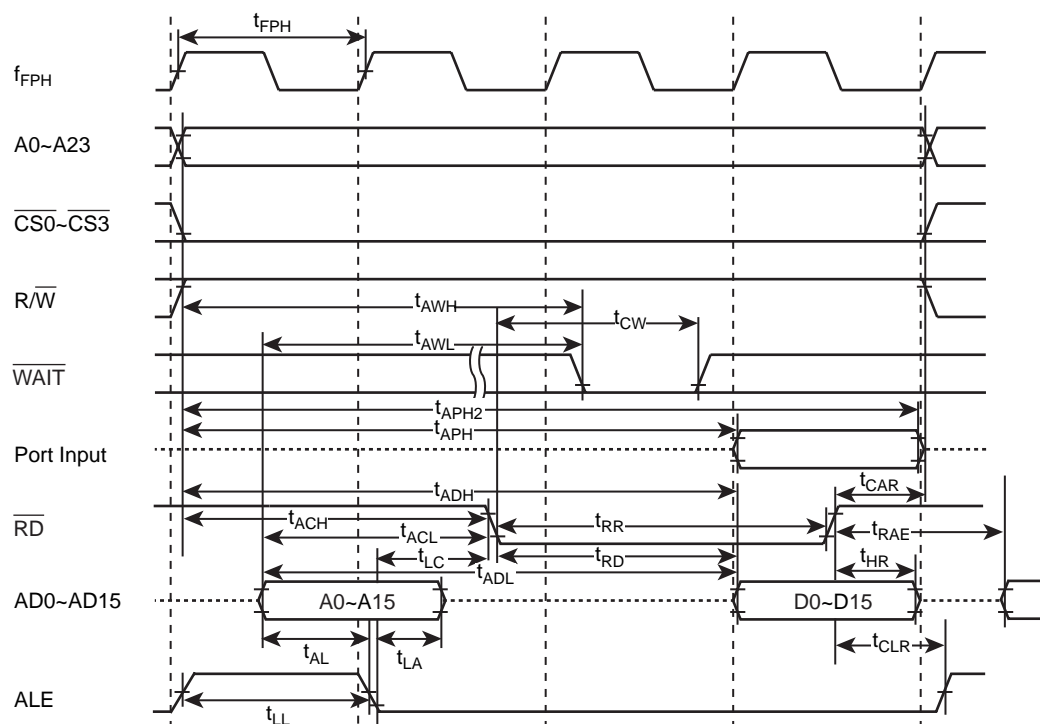 tFPH
fFPH
A0~A23
CS0~CS3
R/W
tAWH
tCW
tAWL
WAIT
tAPH2
tAPH
Port Input
tADH
tCAR
RD
tACH
tRR
tRAE
tACL
tLC
tRD
tHR
tADL
AD0~AD15
A0~A15
D0~D15
tAL
tLA
tCLR
ALE
tLL